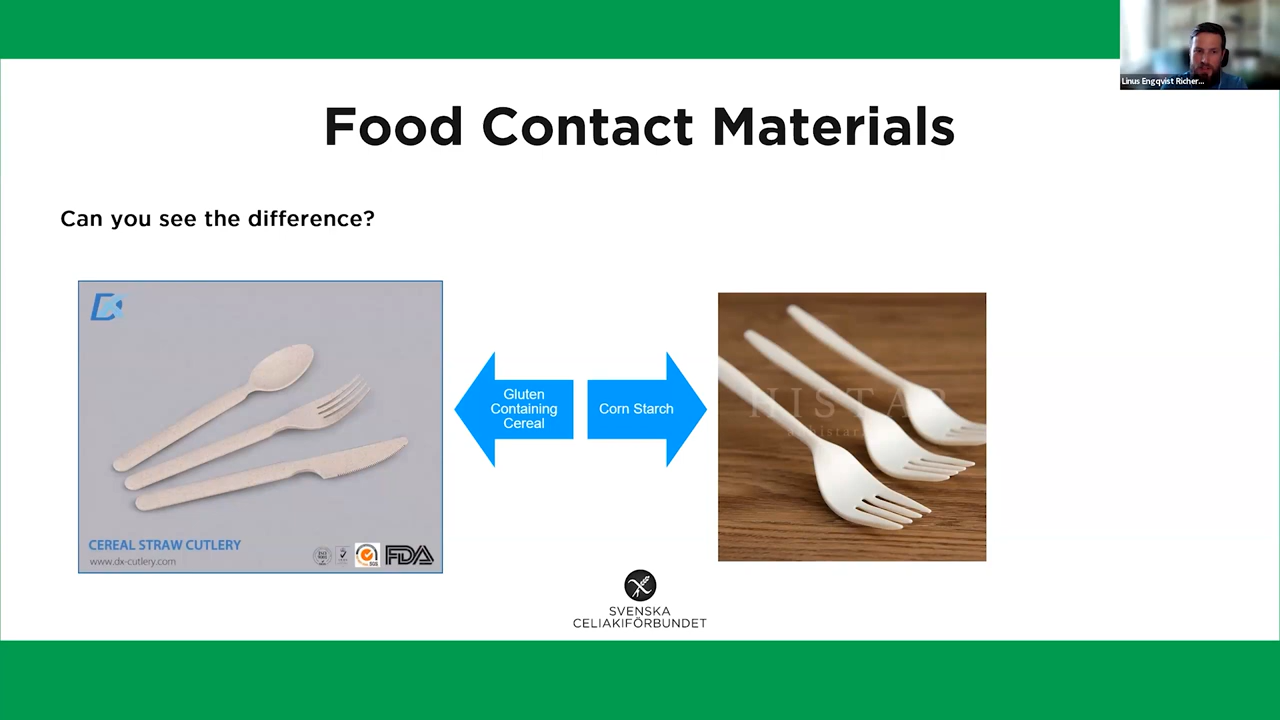 Linus Engqvist Richer...
Food Contact Materials
Can you see the difference?
Gluten
Containing
Cereal
Corn Starch
HISTAR
CEREAL STRAW CUTLERY
www.dx-cutlery.com
FDA
SVENSKA
CELIAKIFÖRBUNDET